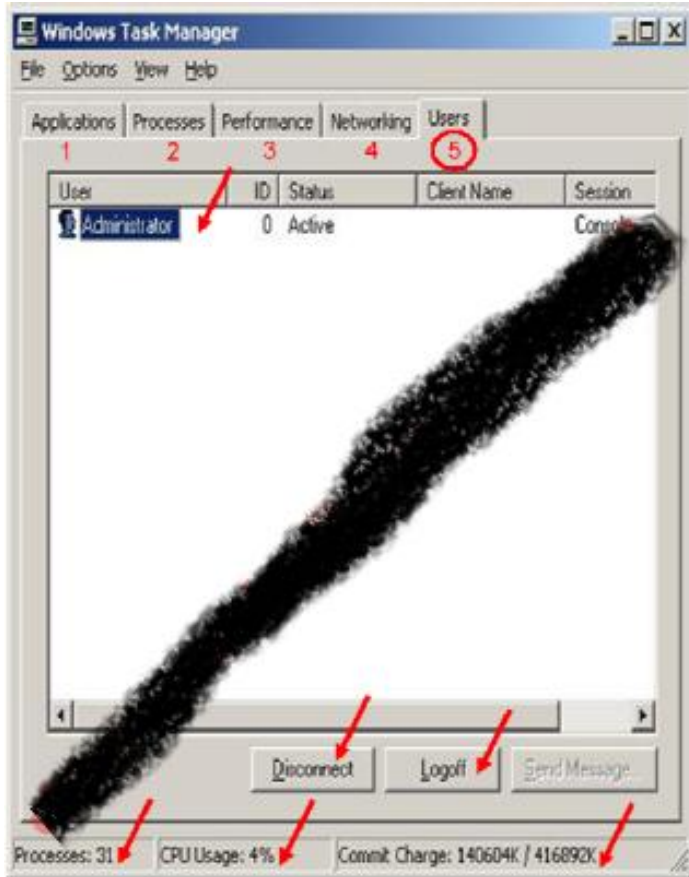 Windows Task Manager
File Options View Help
Applications Processes Performance Networking Users
1 2 3 4 5
User ID Status Client Name Session
Administrator 0 Active
Disconnect Logoff Send Message...
Processes: 31 CPU Usage: 4% Commit Charge: 140604K / 416892K